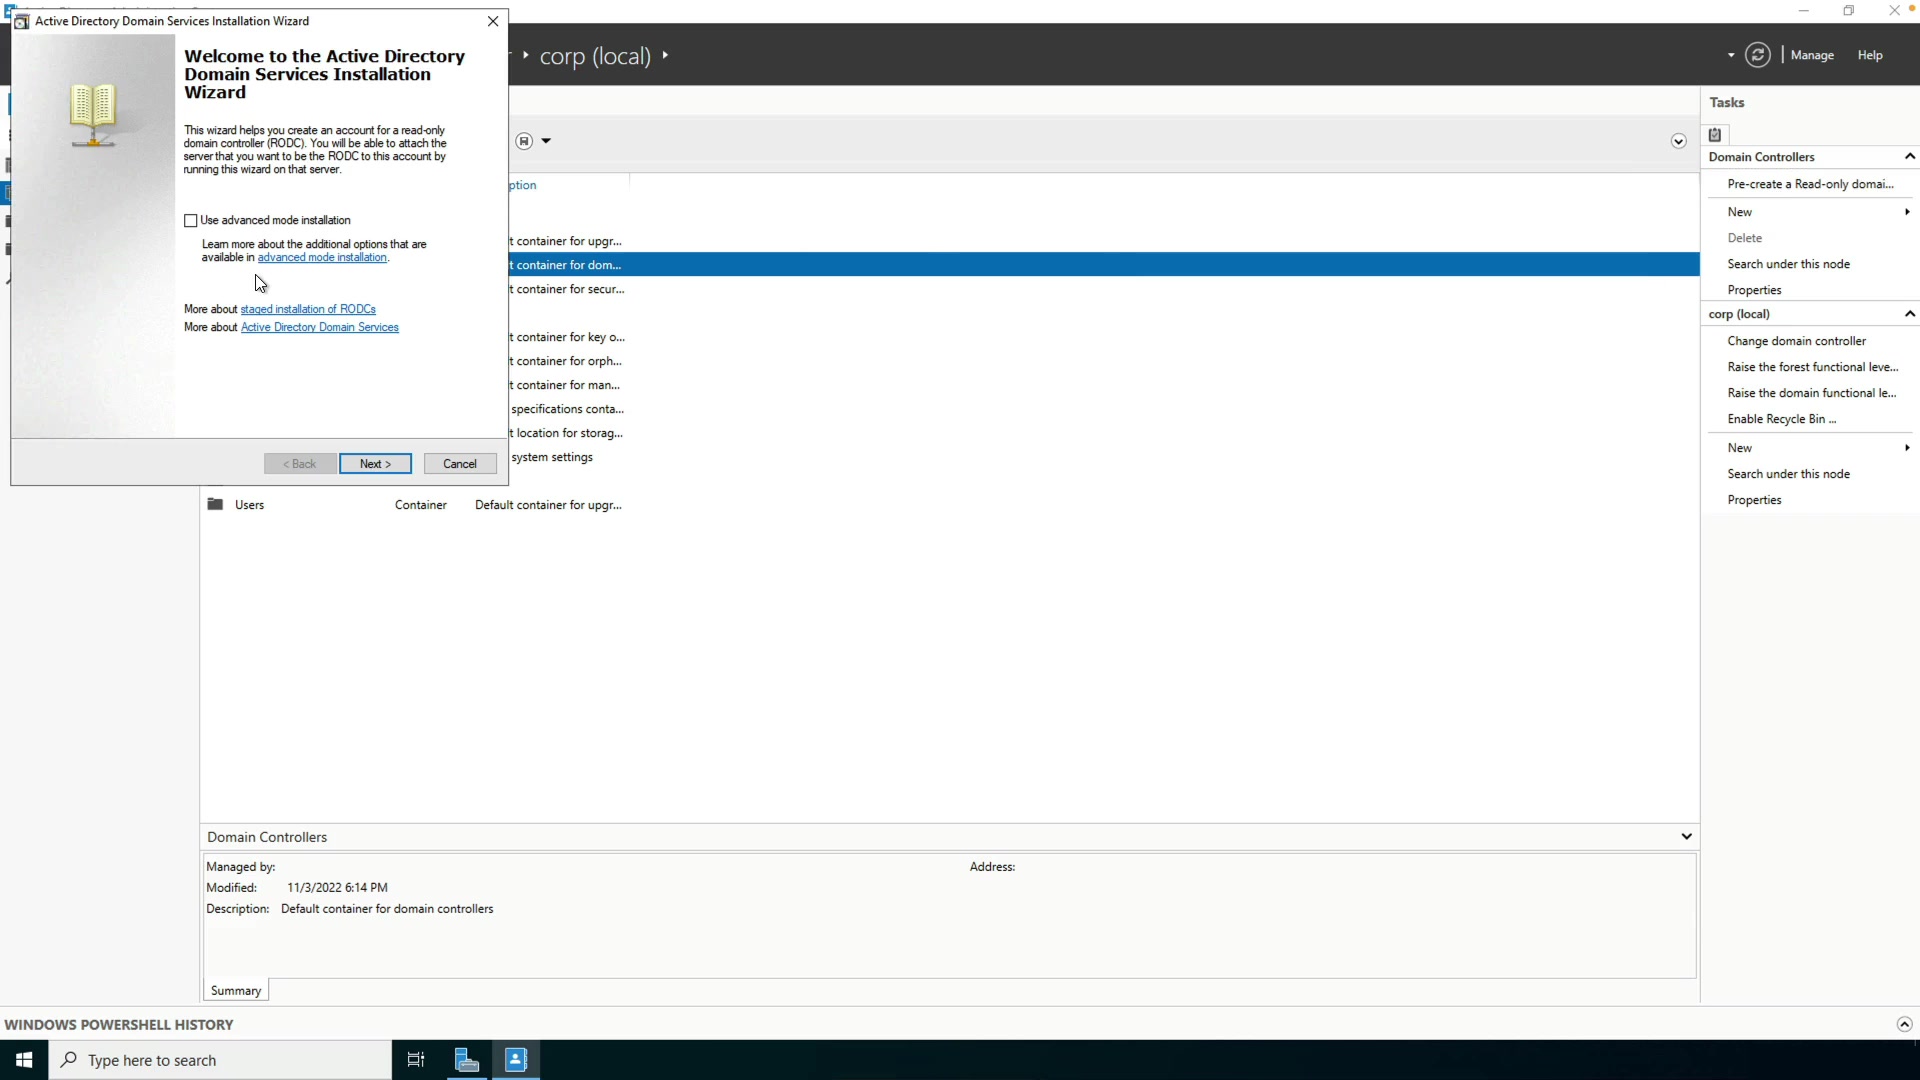 Active Directory Domain Services Installation Wizard
Welcome to the Active Directory
Domain Services Installation
Wizard
This wizard helps you create an account for a read-only
domain controller (RODC). You will be able to attach the
server that you want to be the RODC to this account by
running this wizard on that server.
Use advanced mode installation
Learn more about the additional options that are
available in advanced mode installation.
More about staged installation of RODCs
More about Active Directory Domain Services
< Back
Next >
Cancel
corp (local)
Manage
Help
ption
t container for upgr...
t container for dom...
t container for secur...
t container for key o...
t container for orph...
t container for man...
specifications conta...
t location for storag...
system settings
Users Container Default container for upgr...
Tasks
Domain Controllers
Pre-create a Read-only domai...
New
Delete
Search under this node
Properties
corp (local)
Change domain controller
Raise the forest functional leve...
Raise the domain functional le...
Enable Recycle Bin ...
New
Search under this node
Properties
Domain Controllers
Managed by:
Address:
Modified: 11/3/2022 6:14 PM
Description: Default container for domain controllers
Summary
WINDOWS POWERSHELL HISTORY
Type here to search